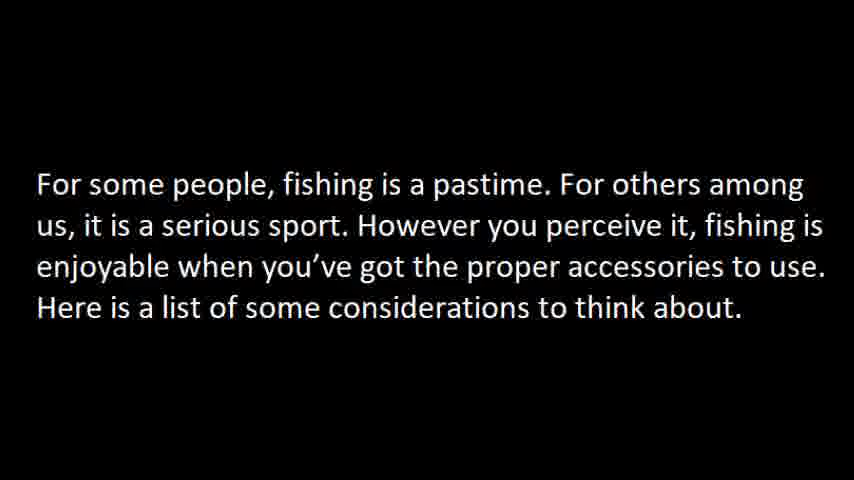 For some people, fishing is a pastime. For others among
us, it is a serious sport. However you perceive it, fishing is
enjoyable when you’ve got the proper accessories to use.
Here is a list of some considerations to think about.